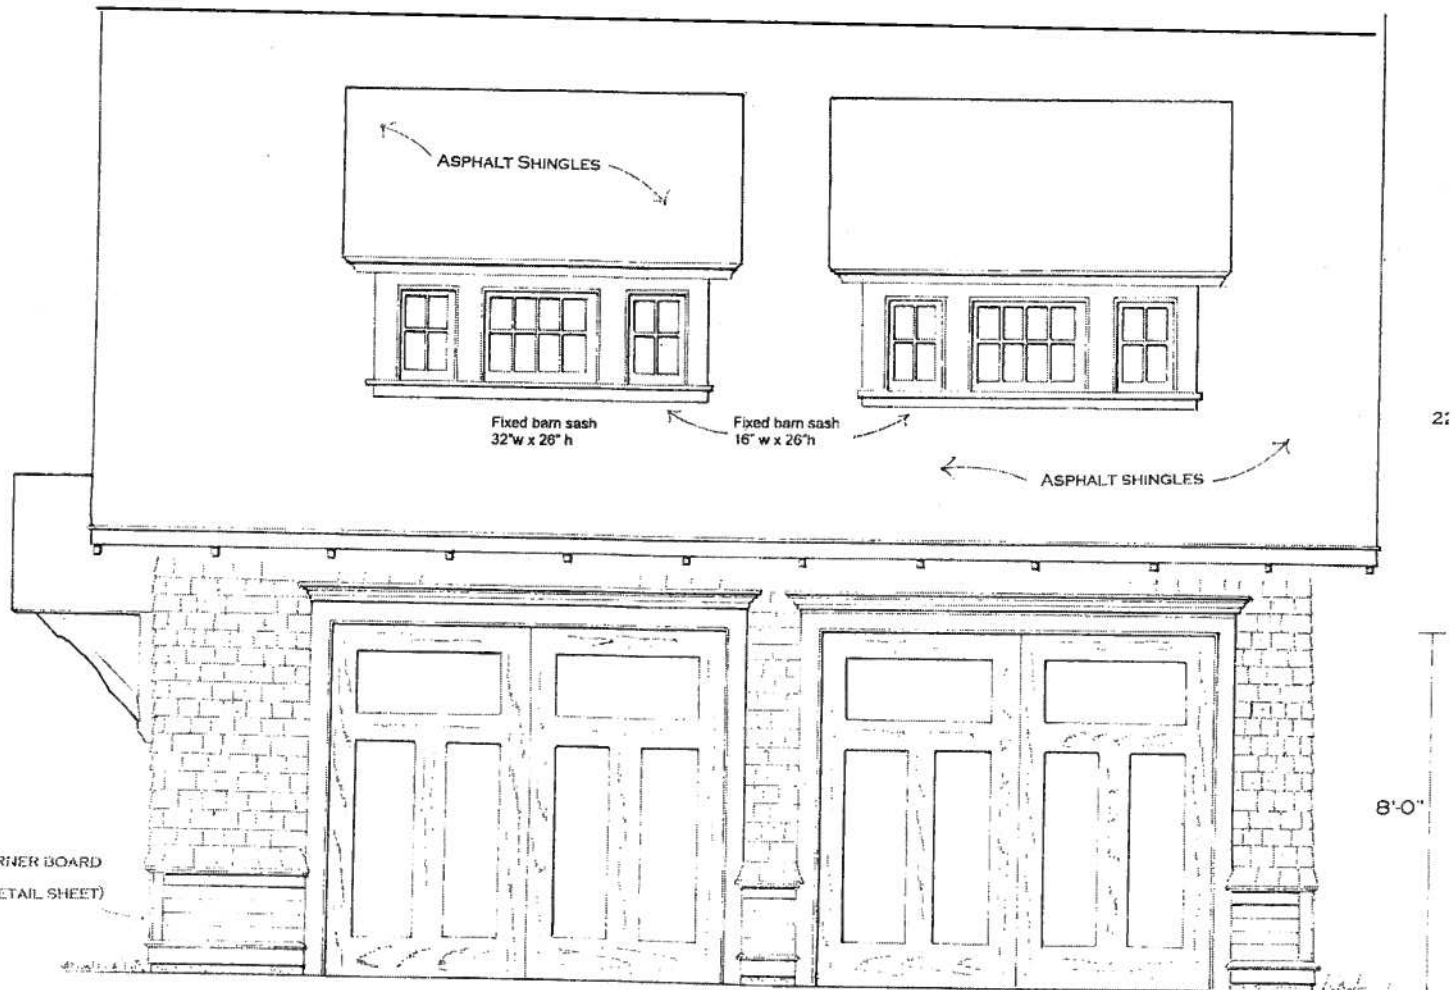 ASPHALT SHINGLES
Fixed barn sash
32"w x 26" h
Fixed barn sash
16" w x 26"h
ASPHALT SHINGLES
8'-0"
RNER BOARD
ETAIL SHEET)